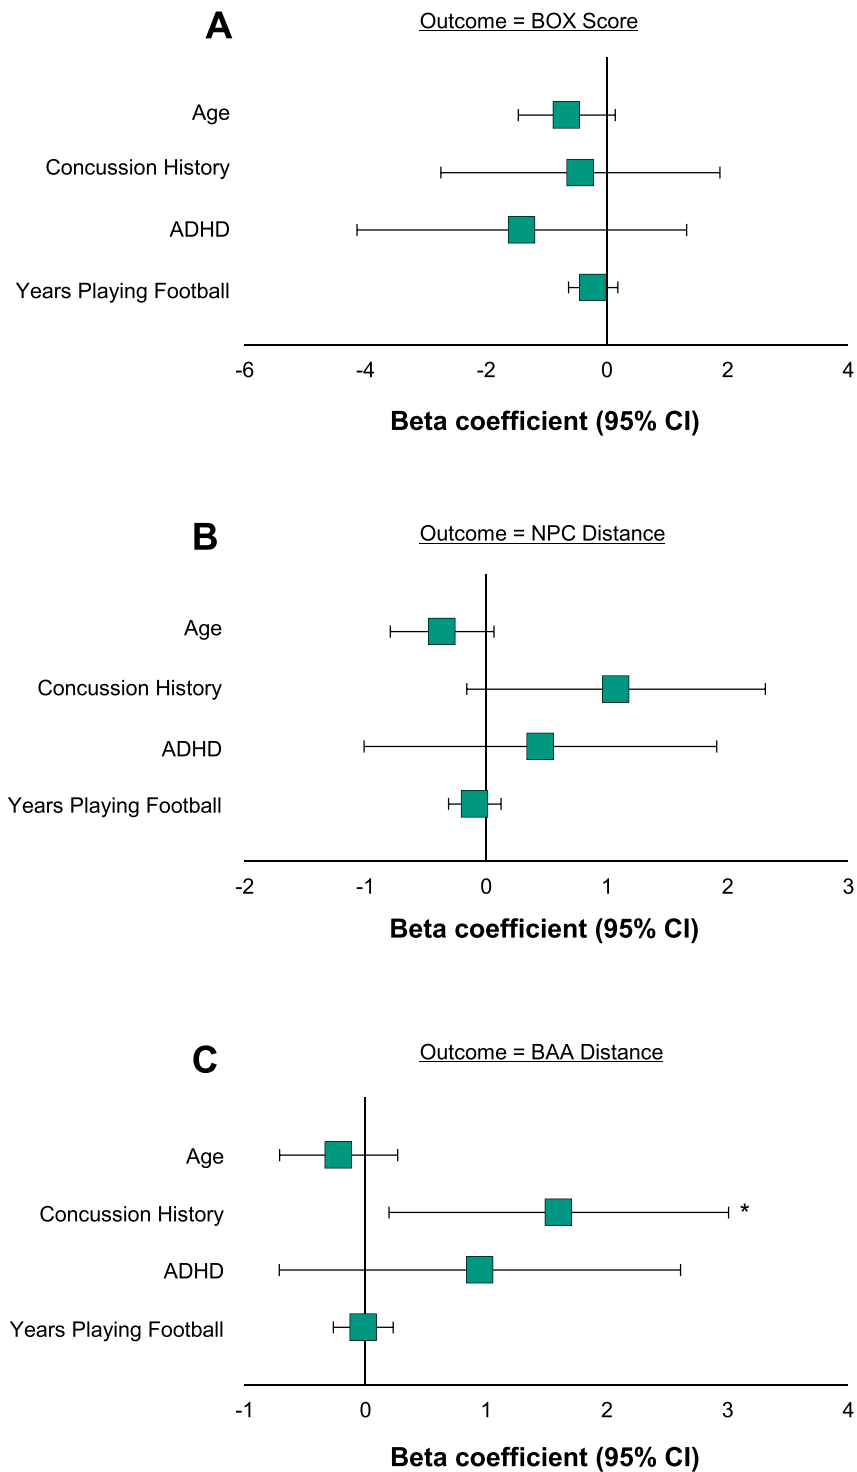 A
Outcome = BOX Score
Age
Concussion History
ADHD
Years Playing Football
-6 -4 -2 0 2 4
Beta coefficient (95% CI)
B
Outcome = NPC Distance
Age
Concussion History
ADHD
Years Playing Football
-2 -1 0 1 2 3
Beta coefficient (95% CI)
C
Outcome = BAA Distance
Age
Concussion History *
ADHD
Years Playing Football
-1 0 1 2 3 4
Beta coefficient (95% CI)